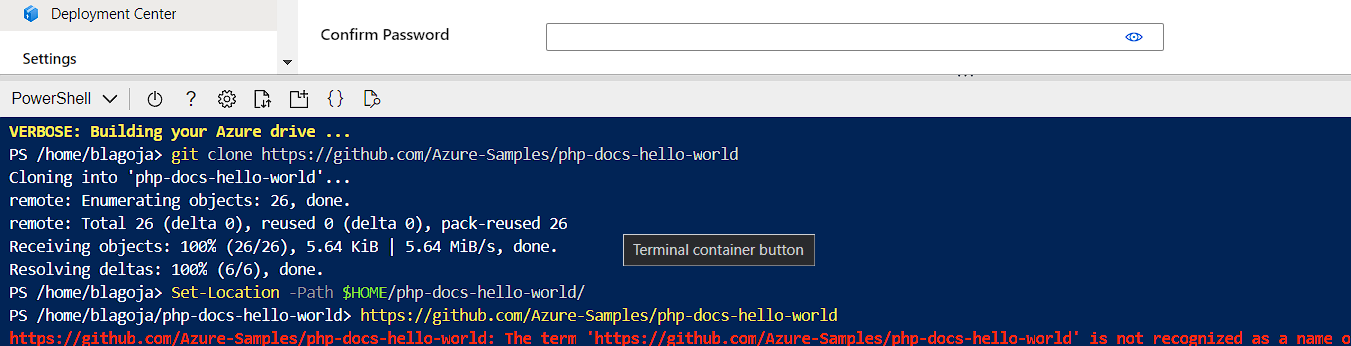 Deployment Center
Confirm Password
Settings
PowerShell
VERBOSE: Building your Azure drive ...
PS /home/blagoja> git clone https://github.com/Azure-Samples/php-docs-hello-world
Cloning into 'php-docs-hello-world'...
remote: Enumerating objects: 26, done.
remote: Total 26 (delta 0), reused 0 (delta 0), pack-reused 26
Receiving objects: 100% (26/26), 5.64 KiB | 5.64 MiB/s, done.
Terminal container button
Resolving deltas: 100% (6/6), done.
PS /home/blagoja> Set-Location -Path $HOME/php-docs-hello-world/
PS /home/blagoja/php-docs-hello-world> https://github.com/Azure-Samples/php-docs-hello-world
https://github.com/Azure-Samples/php-docs-hello-world: The term 'https://github.com/Azure-Samples/php-docs-hello-world' is not recognized as a name o